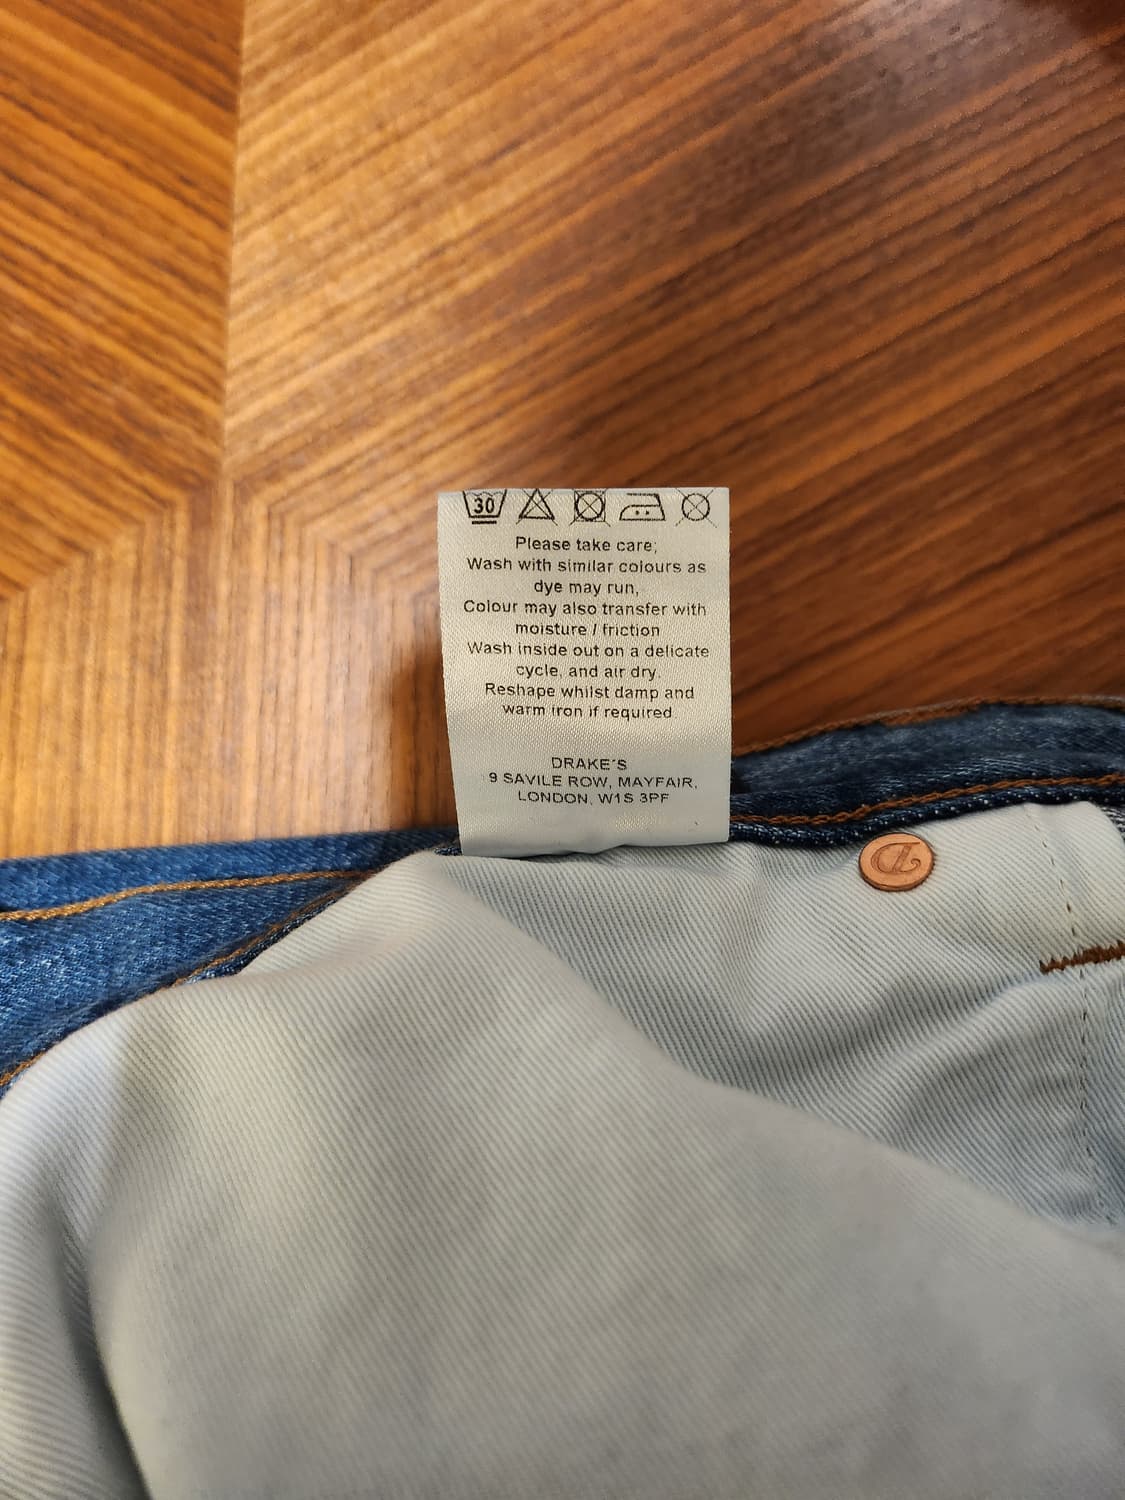 30
Please take care;
Wash with similar colours as
dye may run,
Colour may also transfer with
moisture / friction
Wash inside out on a delicate
cycle, and air dry.
Reshape whilst damp and
warm iron if required.
DRAKE'S
9 SAVILE ROW, MAYFAIR,
LONDON, W1S 3PF
D